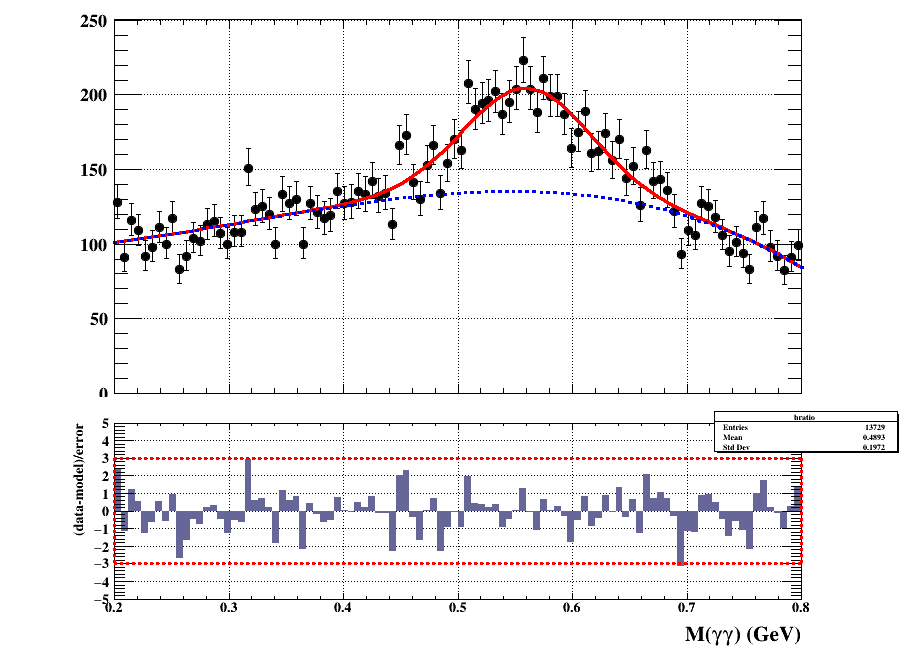 250
200
150
100
50
0
hratio
Entries 13729
Mean 0.4893
Std Dev 0.1972
(data-model)/error
5
4
3
2
1
0
−1
−2
−3
−4
−5
0.2 0.3 0.4 0.5 0.6 0.7 0.8
M(γγ) (GeV)